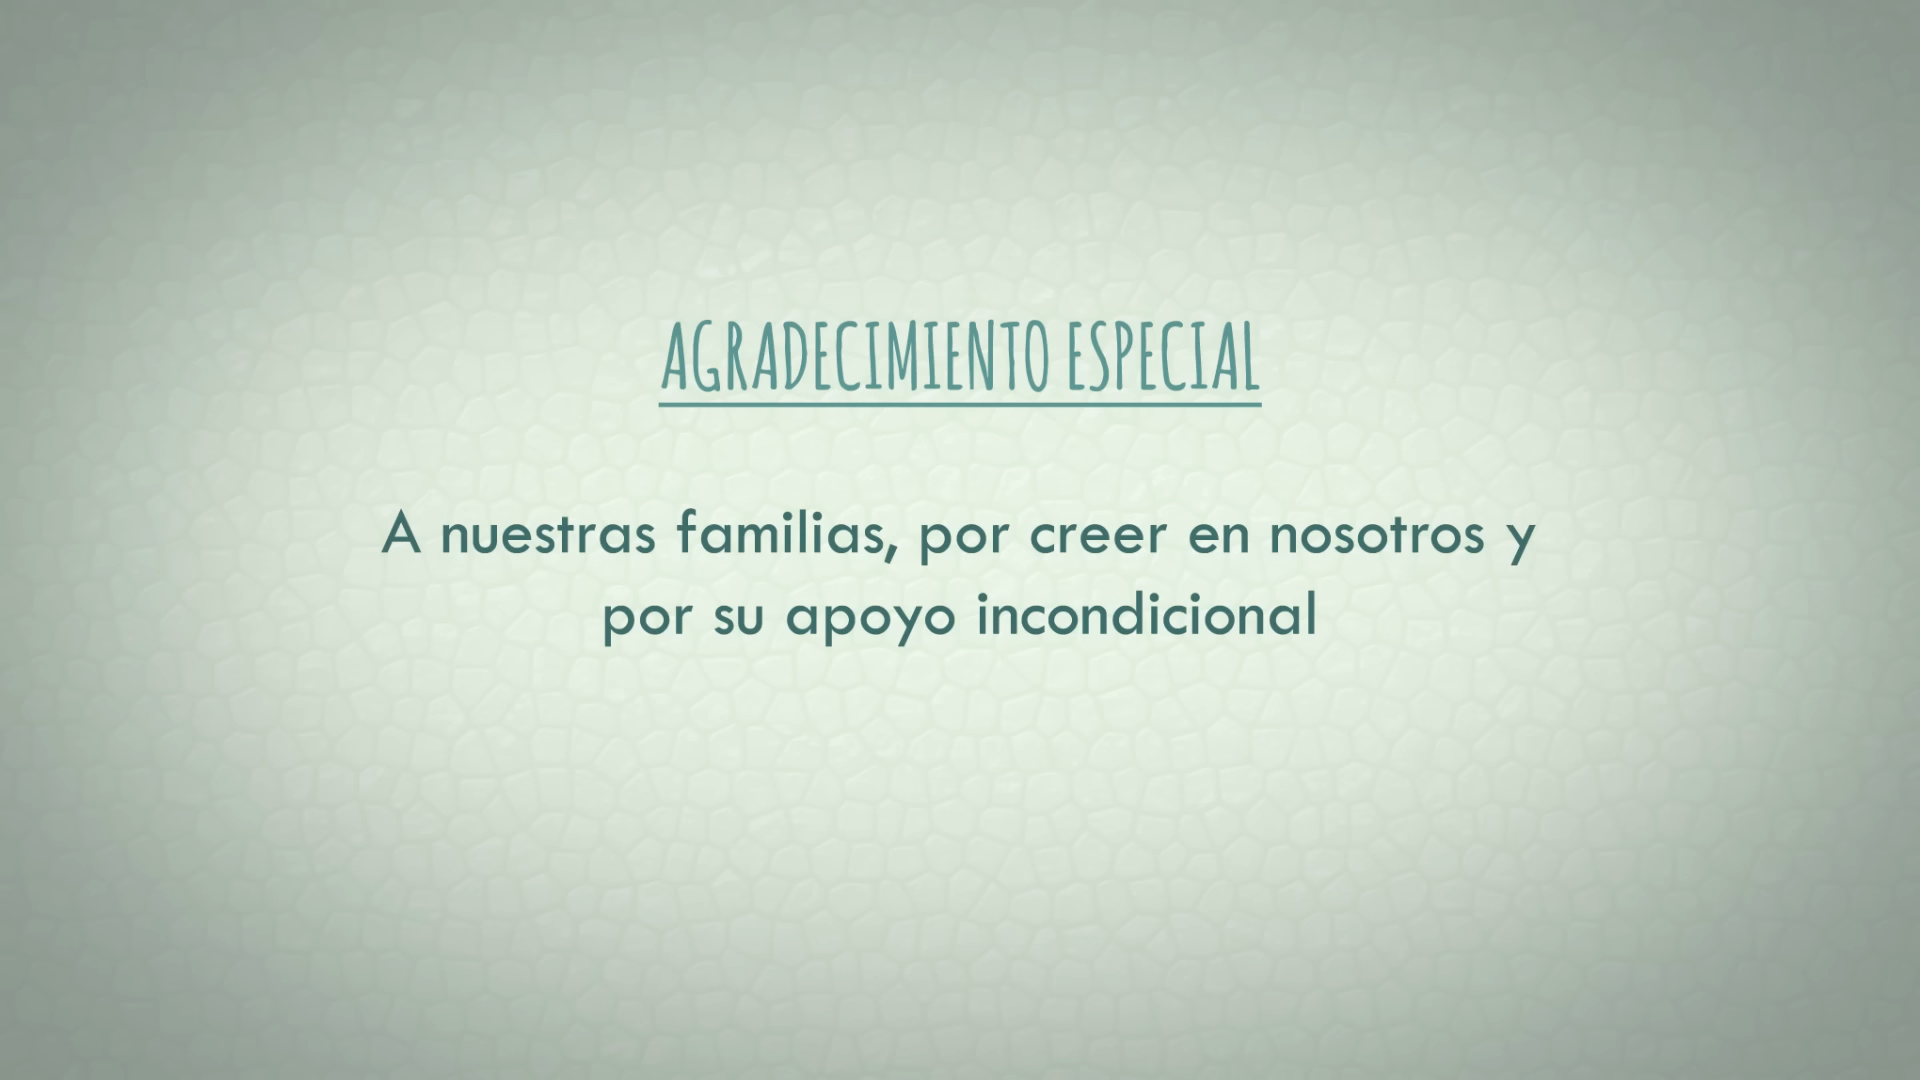 AGRADECIMIENTO ESPECIAL
A nuestras familias, por creer en nosotros y
por su apoyo incondicional